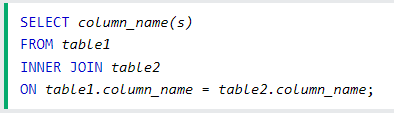 SELECT column_name(s)
FROM table1
INNER JOIN table2
ON table1.column_name = table2.column_name;